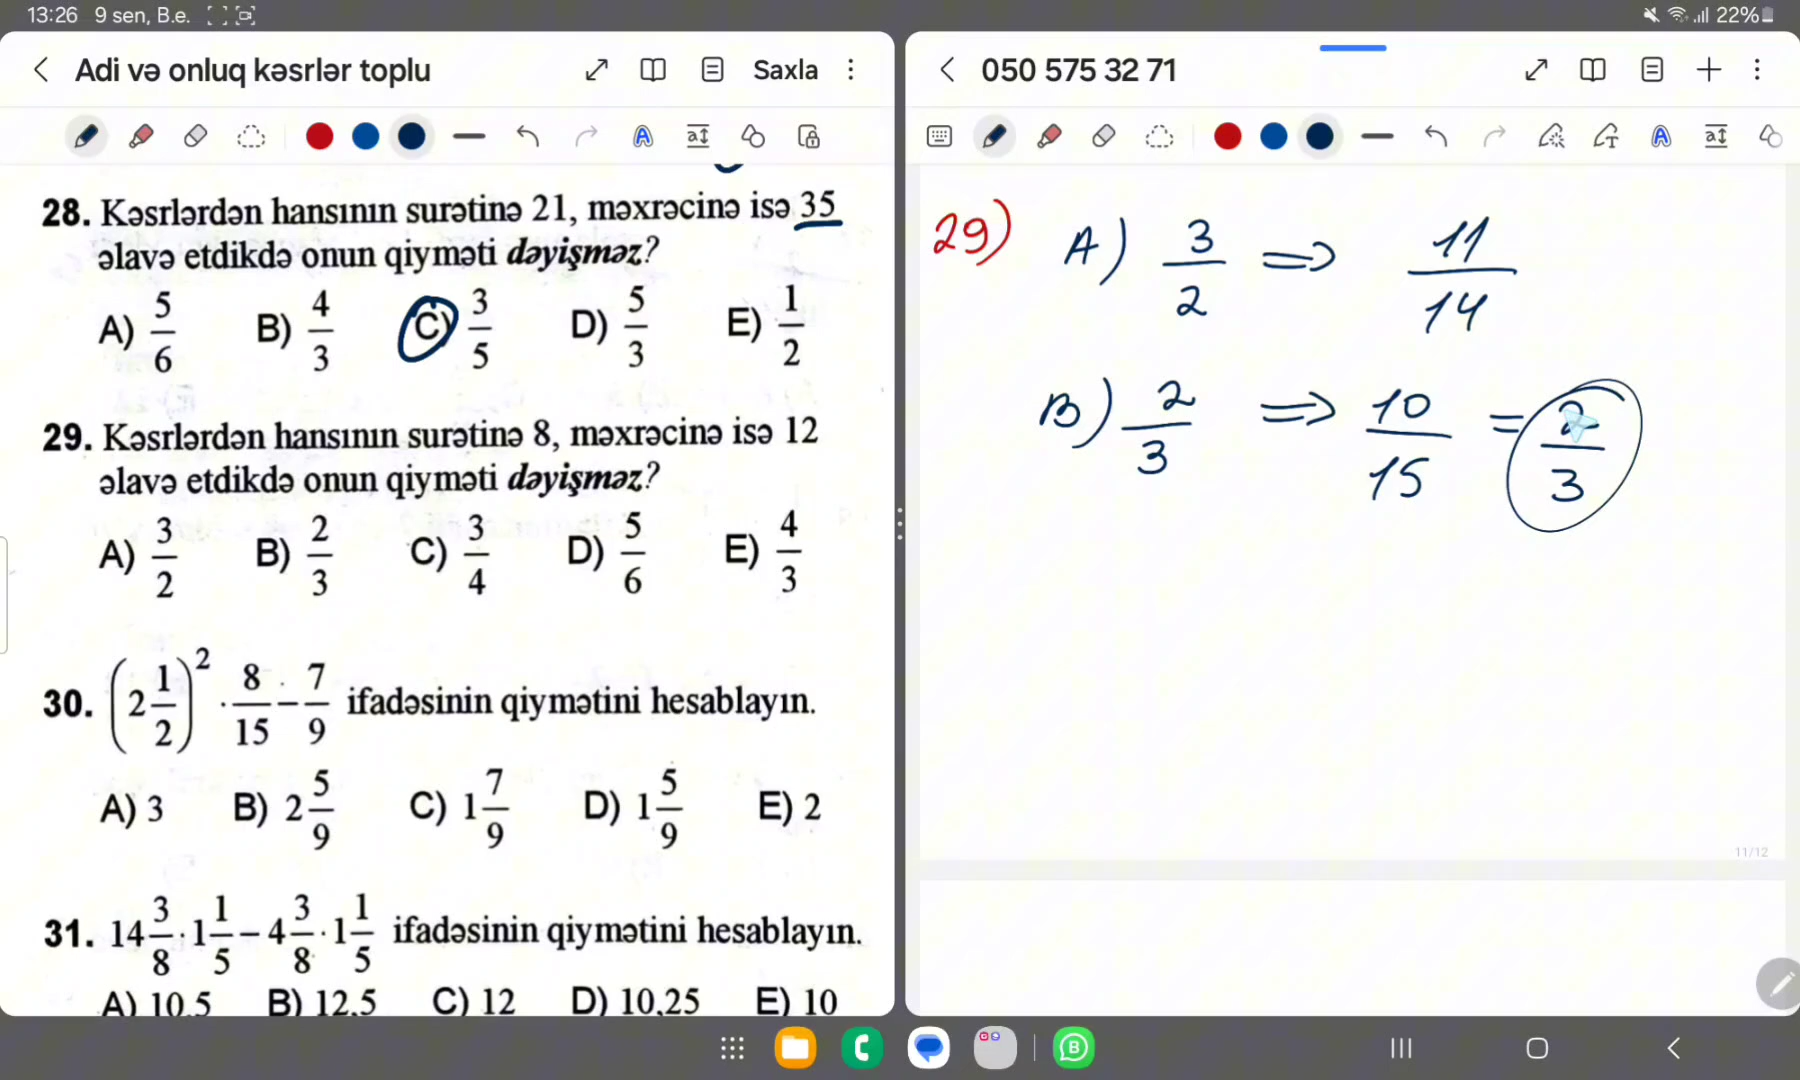 13:26 9 sen, B.e. 22%
Adi və onluq kəsrlər toplu Saxla
28. Kəsrlərdən hansının surətinə 21, məxrəcinə isə 35
əlavə etdikdə onun qiyməti dəyişməz?
A) 5/6 B) 4/3 C) 3/5 D) 5/3 E) 1/2
29. Kəsrlərdən hansının surətinə 8, məxrəcinə isə 12
əlavə etdikdə onun qiyməti dəyişməz?
A) 3/2 B) 2/3 C) 3/4 D) 5/6 E) 4/3
30. (2 1/2)² · 8/15 - 7/9 ifadəsinin qiymətini hesablayın.
A) 3 B) 2 5/9 C) 1 7/9 D) 1 5/9 E) 2
31. 14 3/8 · 1 1/5 – 4 3/8 · 1 1/5 ifadəsinin qiymətini hesablayın.
A) 10,5 B) 12,5 C) 12 D) 10,25 E) 10
050 575 32 71
29) A) 3/2 => 11/14
B) 2/3 => 10/15 = 2/3
11/12